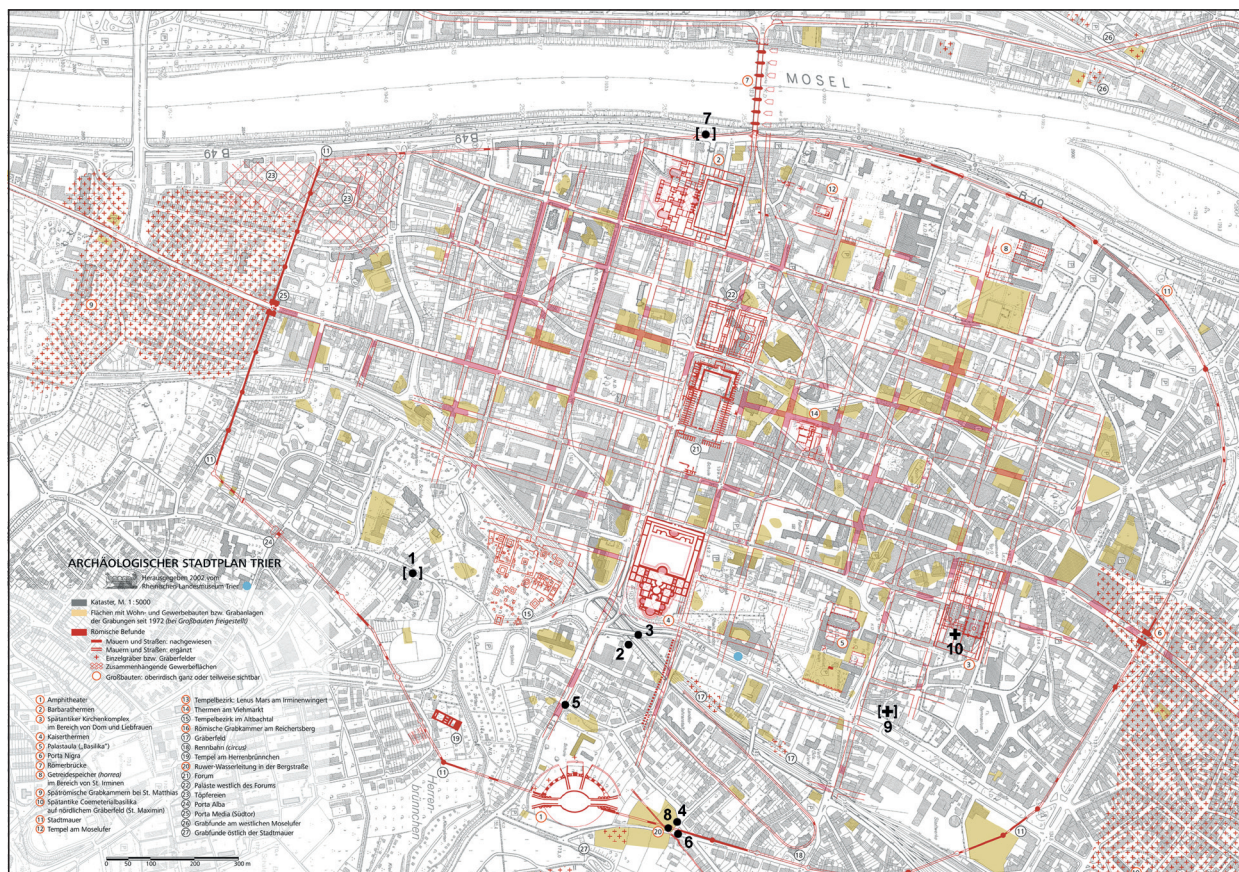 MOSEL
B49
B49
B 49
ARCHÄOLOGISCHER STADTPLAN TRIER
Herausgegeben 2002 vom
Rheinischen Landesmuseum Trier
Kataster, M. 1:5000
Flächen mit Wohn- und Gewerbebauten bzw. Grabanlagen
der Grabungen seit 1972 (bei Großbauten freigestellt)
Römische Befunde
Mauern und Straßen: nachgewiesen
Mauern und Straßen: ergänzt
Einzelgräber bzw. Gräberfelder
Zusammenhängende Gewerbeflächen
Großbauten: oberirdisch ganz oder teilweise sichtbar
1 Amphitheater
2 Barbarathermen
3 Spätantiker Kirchenkomplex
im Bereich von Dom und Liebfrauen
4 Kaiserthermen
5 Palastaula („Basilika")
6 Porta Nigra
7 Römerbrücke
8 Getreidespeicher (horrea)
im Bereich von St. Irminen
9 Spätrömische Grabkammern bei St. Matthias
10 Spätantike Coemeterialbasilika
auf nördlichem Gräberfeld (St. Maximin)
11 Stadtmauer
12 Tempel am Moselufer
13 Tempelbezirk: Lenus Mars am Irminenwingert
14 Thermen am Viehmarkt
15 Tempelbezirk im Altbachtal
16 Römische Grabkammer am Reichertsberg
17 Gräberfeld
18 Rennbahn (circus)
19 Tempel am Herrenbrünnchen
20 Ruwer-Wasserleitung in der Bergstraße
21 Forum
22 Paläste westlich des Forums
23 Töpfereien
24 Porta Alba
25 Porta Media (Südtor)
26 Grabfunde am westlichen Moselufer
27 Grabfunde östlich der Stadtmauer
0 50 100 200 300 m
Herren-
brünnchen
7
[ ]
1
[ ]
2
3
5
4
8
6
9
[ ]
10